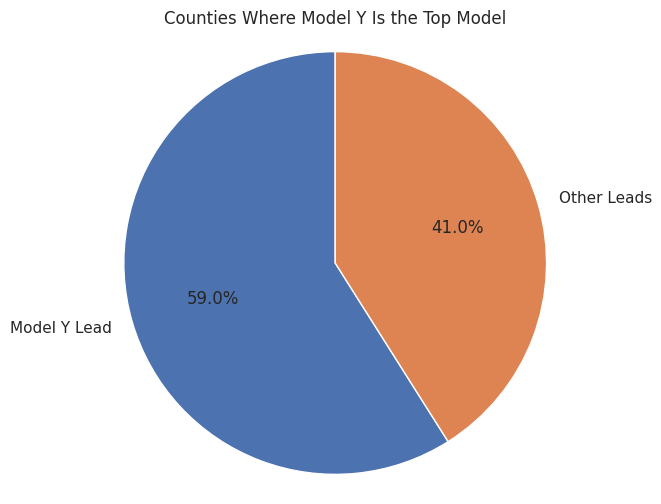 Counties Where Model Y Is the Top Model
Other Leads
41.0%
59.0%
Model Y Lead